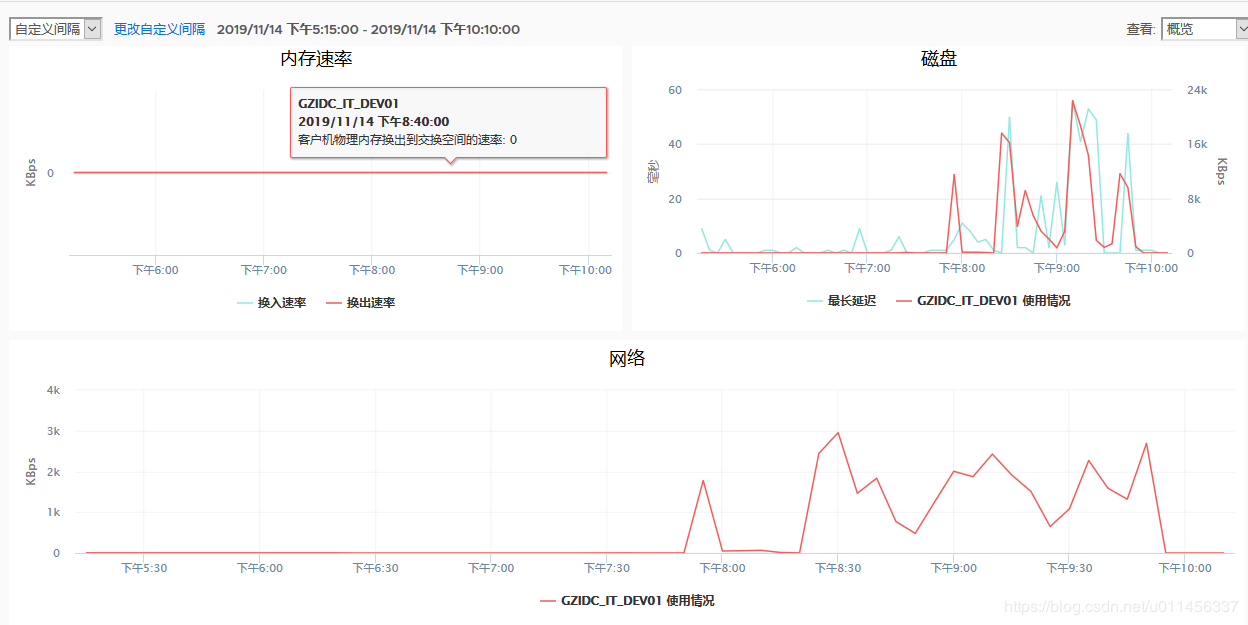 自定义间隔 更改自定义间隔 2019/11/14 下午5:15:00 - 2019/11/14 下午10:10:00 查看: 概览
内存速率
GZIDC_IT_DEV01
2019/11/14 下午8:40:00
客户机物理内存换出到交换空间的速率: 0
KBps
0
下午6:00 下午7:00 下午8:00 下午9:00 下午10:00
换入速率 换出速率
磁盘
60 24k
40 16k
毫秒 KBps
20 8k
0 0
下午6:00 下午7:00 下午8:00 下午9:00 下午10:00
最长延迟 GZIDC_IT_DEV01 使用情况
网络
4k
3k
KBps
2k
1k
0
下午5:30 下午6:00 下午6:30 下午7:00 下午7:30 下午8:00 下午8:30 下午9:00 下午9:30 下午10:00
GZIDC_IT_DEV01 使用情况
https://blog.csdn.net/u011456337